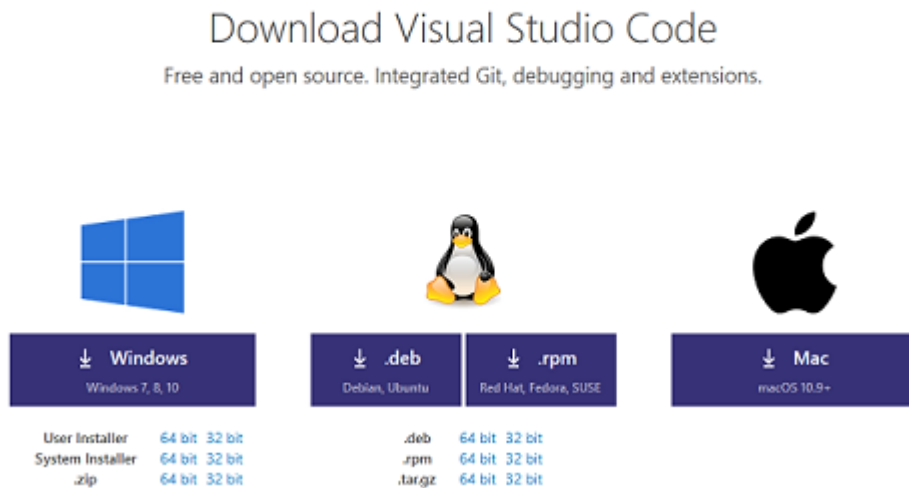 Download Visual Studio Code
Free and open source. Integrated Git, debugging and extensions.
Windows
Windows 7, 8, 10
.deb
Debian, Ubuntu
.rpm
Red Hat, Fedora, SUSE
Mac
macOS 10.9+
User Installer 64 bit 32 bit
System Installer 64 bit 32 bit
.zip 64 bit 32 bit
.deb 64 bit 32 bit
.rpm 64 bit 32 bit
.tar.gz 64 bit 32 bit